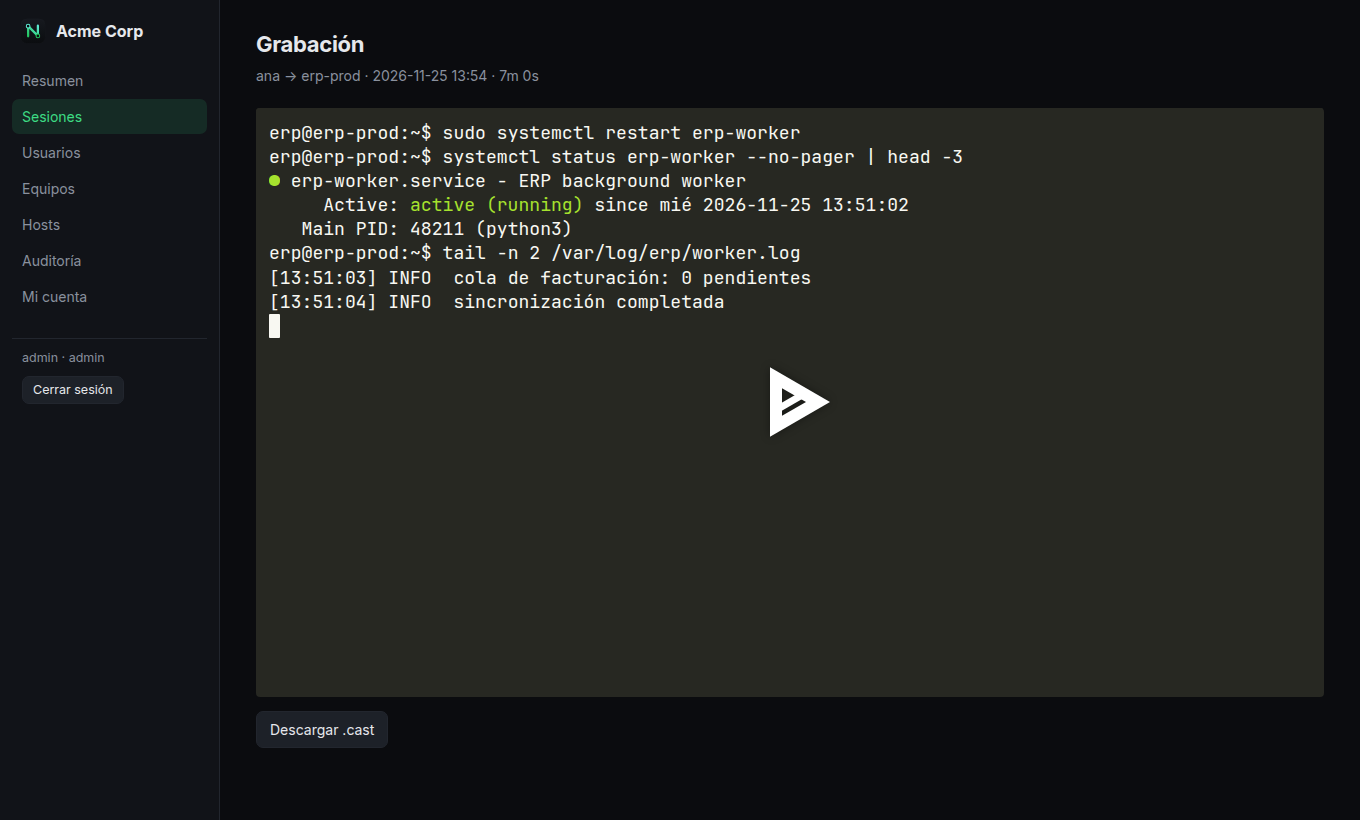 Acme Corp
Resumen
Sesiones
Usuarios
Equipos
Hosts
Auditoría
Mi cuenta
admin · admin
Cerrar sesión
Grabación
ana → erp-prod · 2026-11-25 13:54 · 7m 0s
erp@erp-prod:~$ sudo systemctl restart erp-worker
erp@erp-prod:~$ systemctl status erp-worker --no-pager | head -3
● erp-worker.service - ERP background worker
     Active: active (running) since mié 2026-11-25 13:51:02
   Main PID: 48211 (python3)
erp@erp-prod:~$ tail -n 2 /var/log/erp/worker.log
[13:51:03] INFO  cola de facturación: 0 pendientes
[13:51:04] INFO  sincronización completada
Descargar .cast